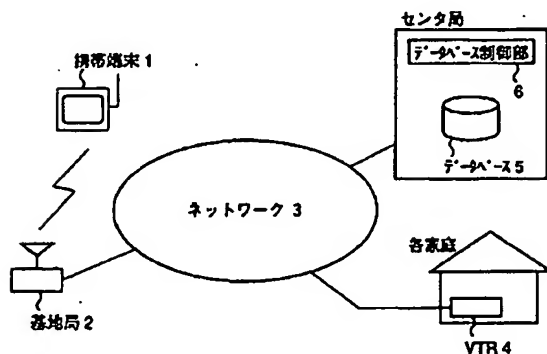 センタ局
データベース制御部
6
データベース5
携帯端末1
ネットワーク 3
基地局2
各家庭
VTR 4